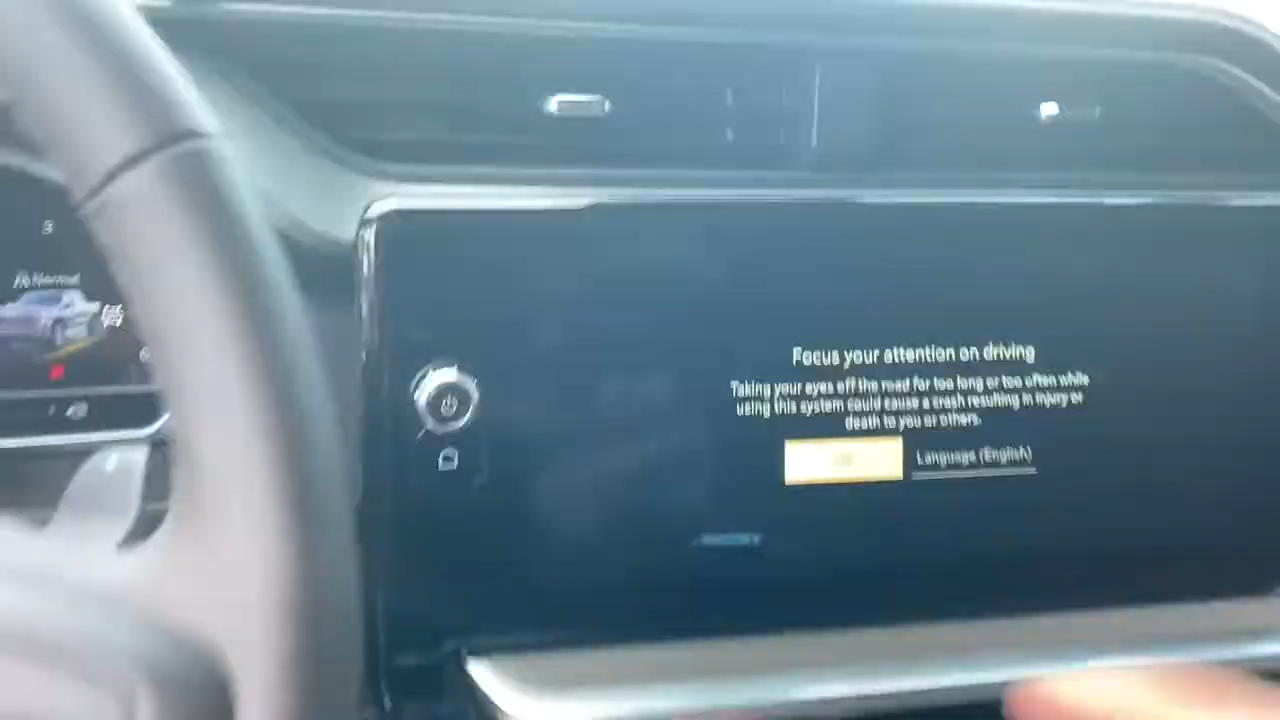 3
Normal
Focus your attention on driving
Taking your eyes off the road for too long or too often while
using this system could cause a crash resulting in injury or
death to you or others.
Language (English)